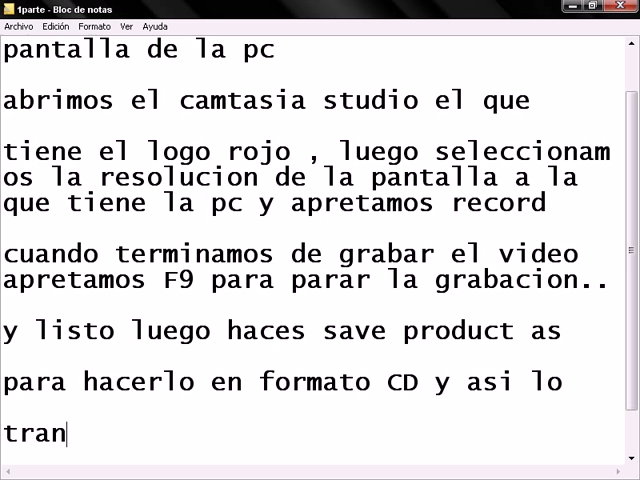 1parte - Bloc de notas
Archivo Edición Formato Ver Ayuda
pantalla de la pc
abrimos el camtasia studio el que
tiene el logo rojo , luego seleccionam
os la resolucion de la pantalla a la
que tiene la pc y apretamos record
cuando terminamos de grabar el video
apretamos F9 para parar la grabacion..
y listo luego haces save product as
para hacerlo en formato CD y asi lo
tran